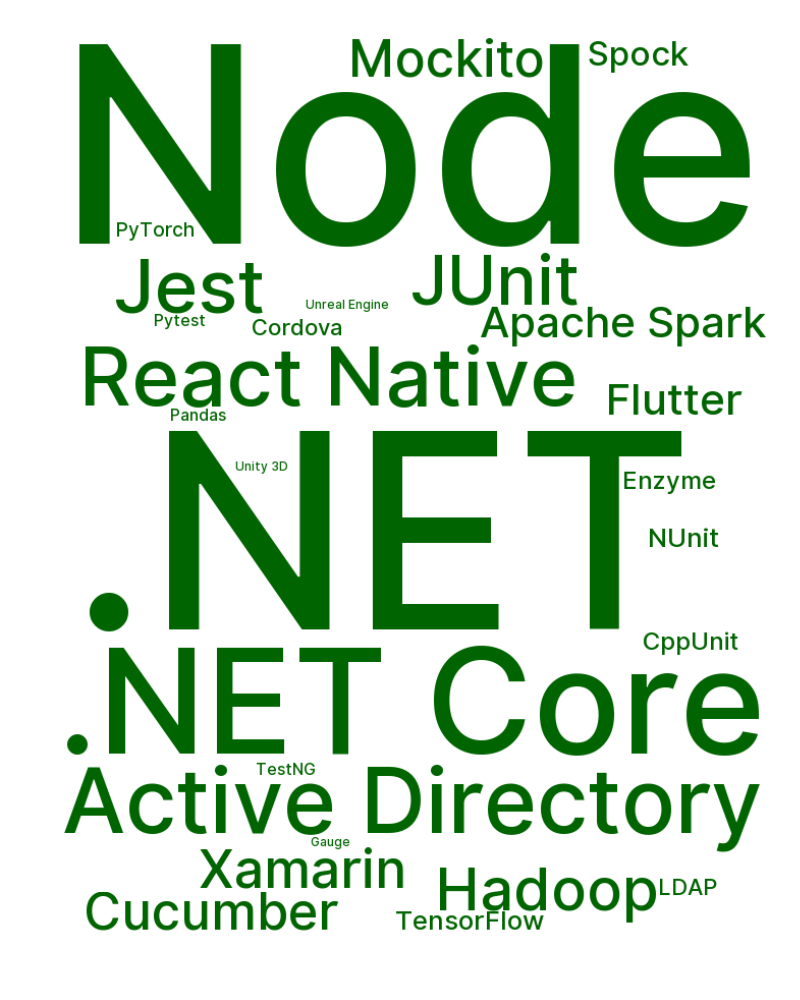 Mockito
Spock
Node
PyTorch
Jest
JUnit
Unreal Engine
Pytest
Cordova
Apache Spark
React Native
Flutter
Pandas
.NET
Unity 3D
Enzyme
NUnit
CppUnit
.NET Core
TestNG
Active Directory
Gauge
Xamarin
Hadoop
LDAP
Cucumber
TensorFlow